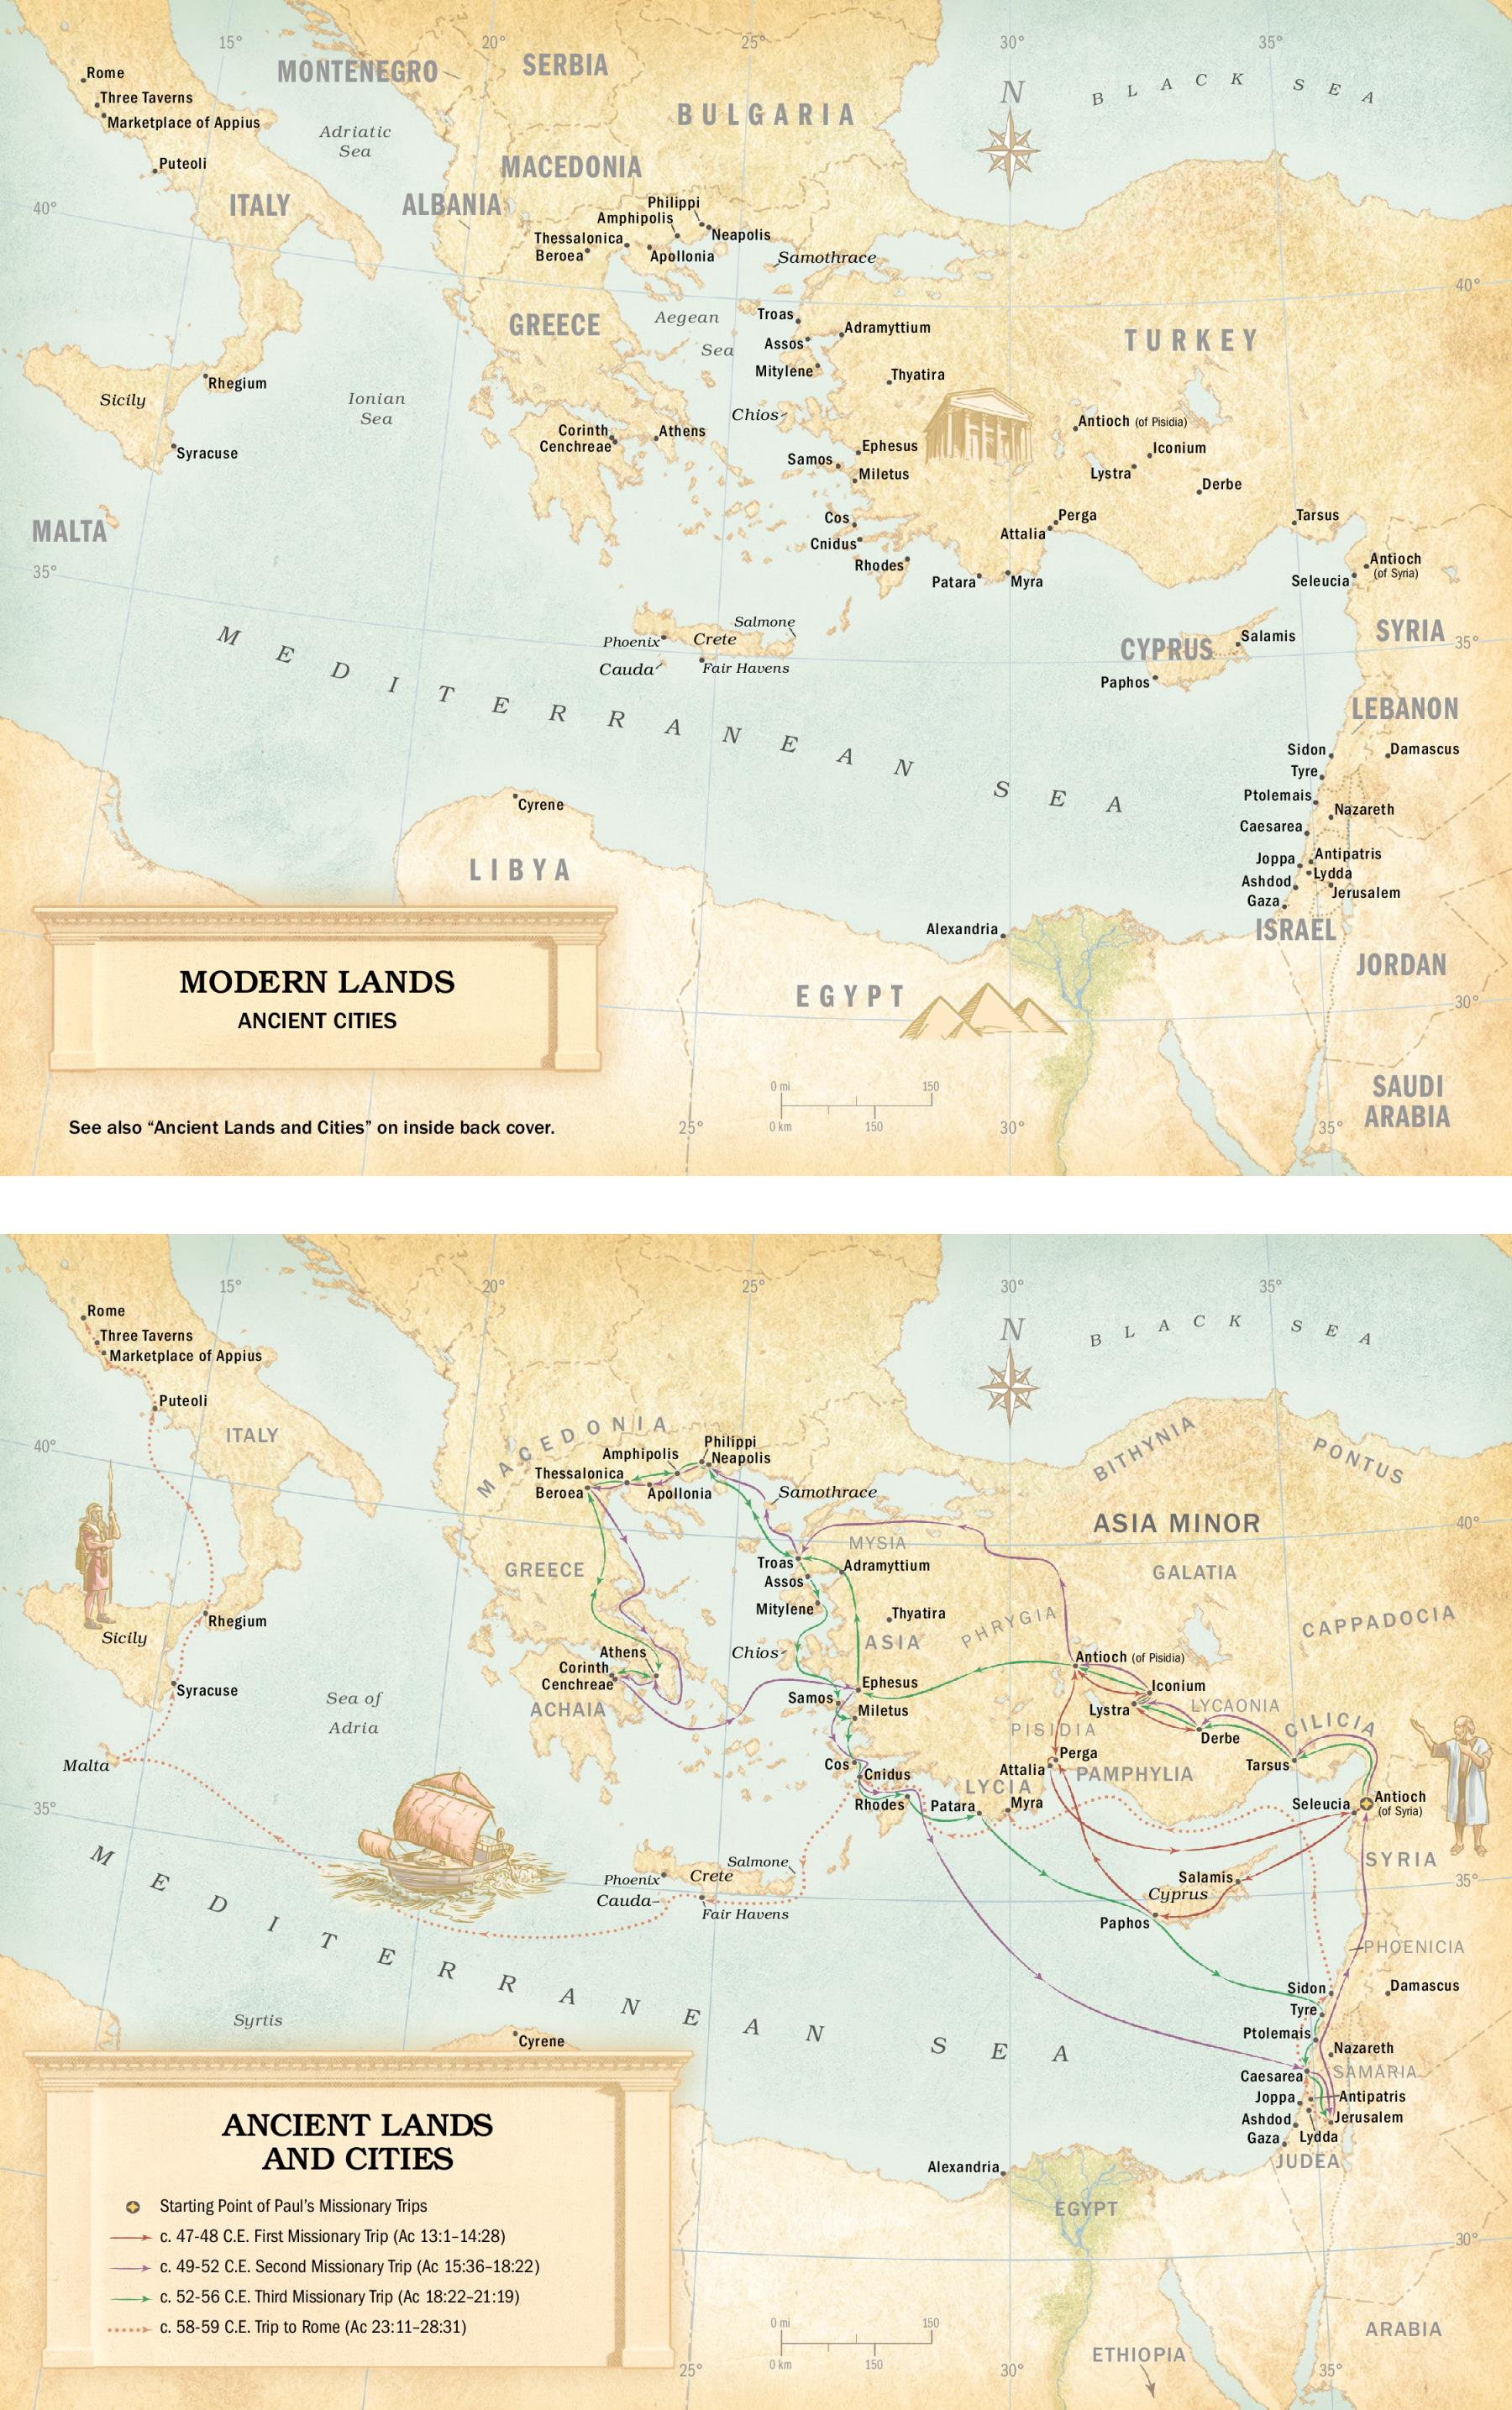 15°
20°
25°
30°
35°
MONTENEGRO
SERBIA
BULGARIA
BLACK SEA
N
Rome
Three Taverns
Marketplace of Appius
Adriatic
Sea
Puteoli
MACEDONIA
ITALY
ALBANIA
40°
Philippi
Amphipolis
Neapolis
Thessalonica
Beroea
Apollonia
Samothrace
40°
GREECE
Aegean
Sea
Troas
Adramyttium
Assos
TURKEY
Mitylene
Thyatira
Rhegium
Sicily
Ionian
Sea
Chios
Syracuse
Corinth
Cenchreae
Athens
Antioch (of Pisidia)
Ephesus
Iconium
Samos
Miletus
Lystra
Derbe
MALTA
Cos
Perga
Tarsus
Cnidus
Attalia
35°
Rhodes
Patara
Myra
Antioch
(of Syria)
Seleucia
MEDITERRANEAN SEA
Salmone
Phoenix
Crete
Cauda
Fair Havens
CYPRUS
Salamis
Paphos
SYRIA
35°
LEBANON
Sidon
Damascus
Tyre
Ptolemais
Nazareth
Caesarea
Cyrene
LIBYA
Joppa
Antipatris
Lydda
Ashdod
Jerusalem
Gaza
ISRAEL
Alexandria
JORDAN
EGYPT
30°
MODERN LANDS
ANCIENT CITIES
SAUDI
ARABIA
0 mi
150
0 km
150
See also “Ancient Lands and Cities” on inside back cover.
25°
30°
35°
15°
20°
25°
30°
35°
Rome
Three Taverns
Marketplace of Appius
N
BLACK SEA
Puteoli
ITALY
MACEDONIA
BITHYNIA
PONTUS
40°
Philippi
Amphipolis
Neapolis
Thessalonica
Beroea
Apollonia
Samothrace
ASIA MINOR
40°
MYSIA
Troas
Adramyttium
GREECE
GALATIA
Assos
Mitylene
Thyatira
CAPPADOCIA
Rhegium
Sicily
PHRYGIA
ASIA
Chios
Athens
Corinth
Cenchreae
Antioch (of Pisidia)
Syracuse
Ephesus
Iconium
Sea of
Adria
ACHAIA
Samos
Miletus
Lystra
LYCAONIA
PISIDIA
Derbe
CILICIA
Malta
Cos
Cnidus
Perga
Attalia
PAMPHYLIA
Tarsus
LYCIA
35°
Rhodes
Patara
Myra
Seleucia
Antioch
(of Syria)
MEDITERRANEAN SEA
Salmone
Phoenix
Crete
Cauda
Fair Havens
SYRIA
Salamis
Cyprus
Paphos
35°
PHOENICIA
Sidon
Damascus
Tyre
Syrtis
Cyrene
Ptolemais
Nazareth
Caesarea
SAMARIA
Joppa
Antipatris
Ashdod
Jerusalem
Gaza
Lydda
JUDEA
Alexandria
EGYPT
30°
ANCIENT LANDS
AND CITIES
Starting Point of Paul’s Missionary Trips
c. 47-48 C.E. First Missionary Trip (Ac 13:1–14:28)
c. 49-52 C.E. Second Missionary Trip (Ac 15:36–18:22)
c. 52-56 C.E. Third Missionary Trip (Ac 18:22–21:19)
c. 58-59 C.E. Trip to Rome (Ac 23:11–28:31)
0 mi
150
0 km
150
ETHIOPIA
ARABIA
25°
30°
35°